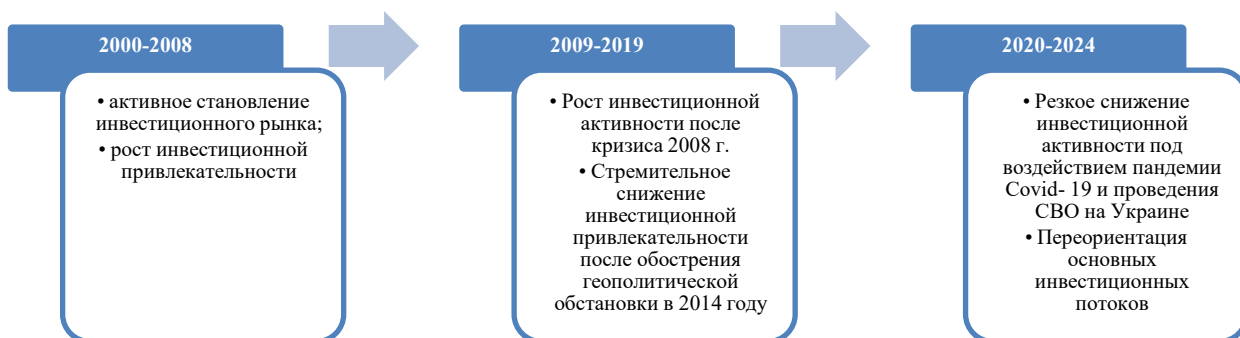 2000-2008
• активное становление
инвестиционного рынка;
• рост инвестиционной
привлекательности
2009-2019
• Рост инвестиционной
активности после
кризиса 2008 г.
• Стремительное
снижение
инвестиционной
привлекательности
после обострения
геополитической
обстановки в 2014 году
2020-2024
• Резкое снижение
инвестиционной
активности под
воздействием пандемии
Covid- 19 и проведения
СВО на Украине
• Переориентация
основных
инвестиционных
потоков